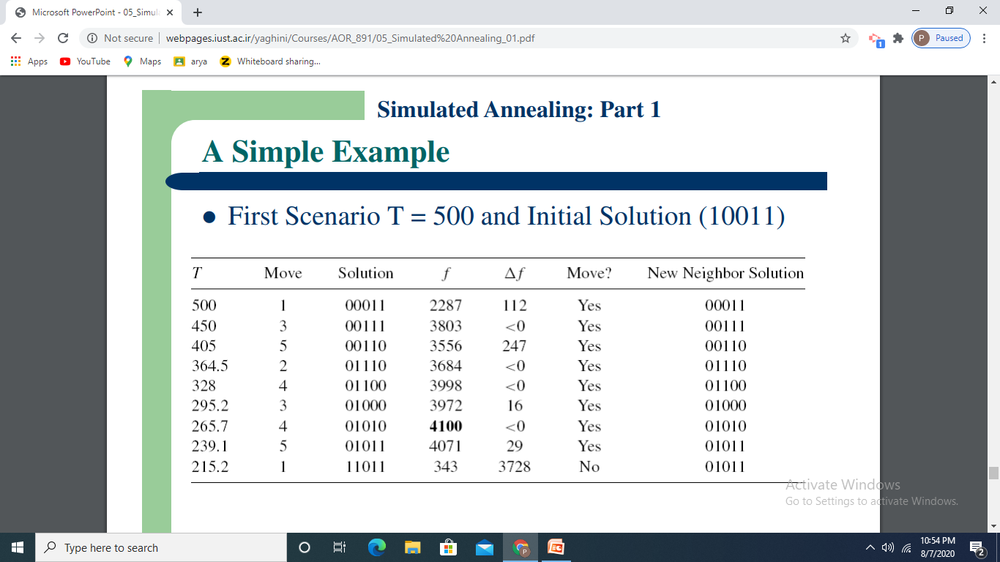 Microsoft PowerPoint - 05_Simula
Not secure | webpages.iust.ac.ir/yaghini/Courses/AOR_891/05_Simulated%20Annealing_01.pdf
P Paused
1
Apps YouTube Maps arya Z Whiteboard sharing...
Simulated Annealing: Part 1
A Simple Example
● First Scenario T = 500 and Initial Solution (10011)
T Move Solution f Δf Move? New Neighbor Solution
500 1 00011 2287 112 Yes 00011
450 3 00111 3803 <0 Yes 00111
405 5 00110 3556 247 Yes 00110
364.5 2 01110 3684 <0 Yes 01110
328 4 01100 3998 <0 Yes 01100
295.2 3 01000 3972 16 Yes 01000
265.7 4 01010 4100 <0 Yes 01010
239.1 5 01011 4071 29 Yes 01011
215.2 1 11011 343 3728 No 01011
Activate Windows
Go to Settings to activate Windows.
Type here to search
10:54 PM
8/7/2020
2